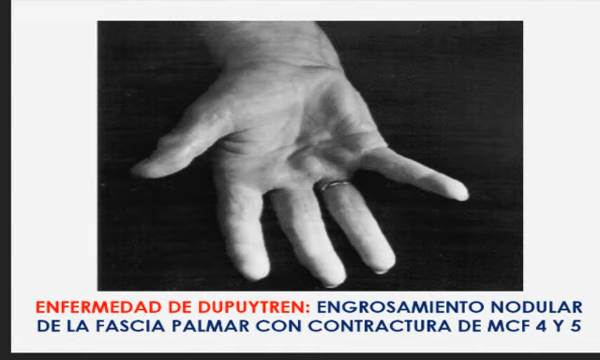 ENFERMEDAD DE DUPUYTREN: ENGROSAMIENTO NODULAR
DE LA FASCIA PALMAR CON CONTRACTURA DE MCF 4 Y 5